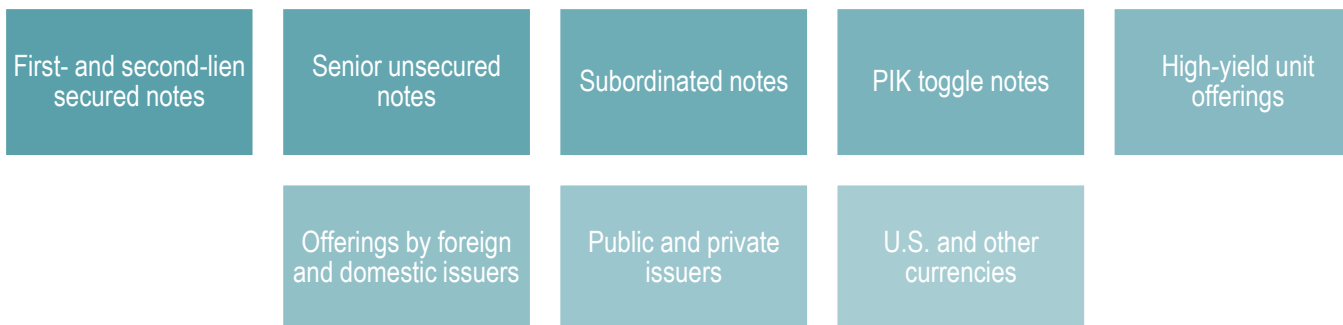 First- and second-lien
secured notes
Senior unsecured
notes
Subordinated notes
PIK toggle notes
High-yield unit
offerings
Offerings by foreign
and domestic issuers
Public and private
issuers
U.S. and other
currencies